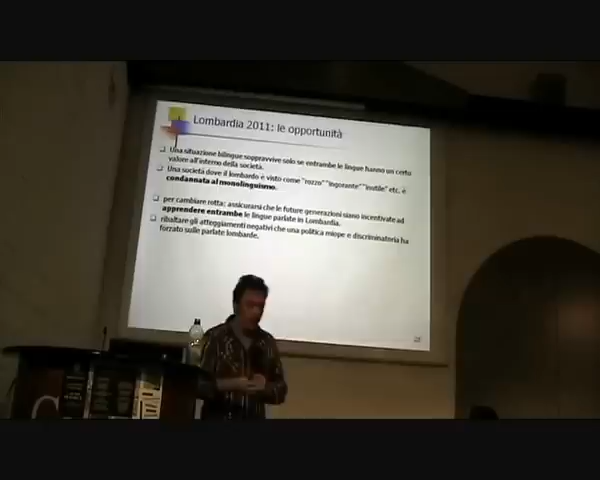 Lombardia 2011: le opportunità
Una situazione bilingue sopravvive solo se entrambe le lingue hanno un certo
valore all'interno della società.
Una società dove il lombardo è visto come "rozzo" "ingorante" "inutile" etc. è
condannata al monolinguismo.
per cambiare rotta: assicurarsi che le future generazioni siano incentivate ad
apprendere entrambe le lingue parlate in Lombardia.
ribaltare gli atteggiamenti negativi che una politica miope e discriminatoria ha
forzato sulle parlate lombarde.